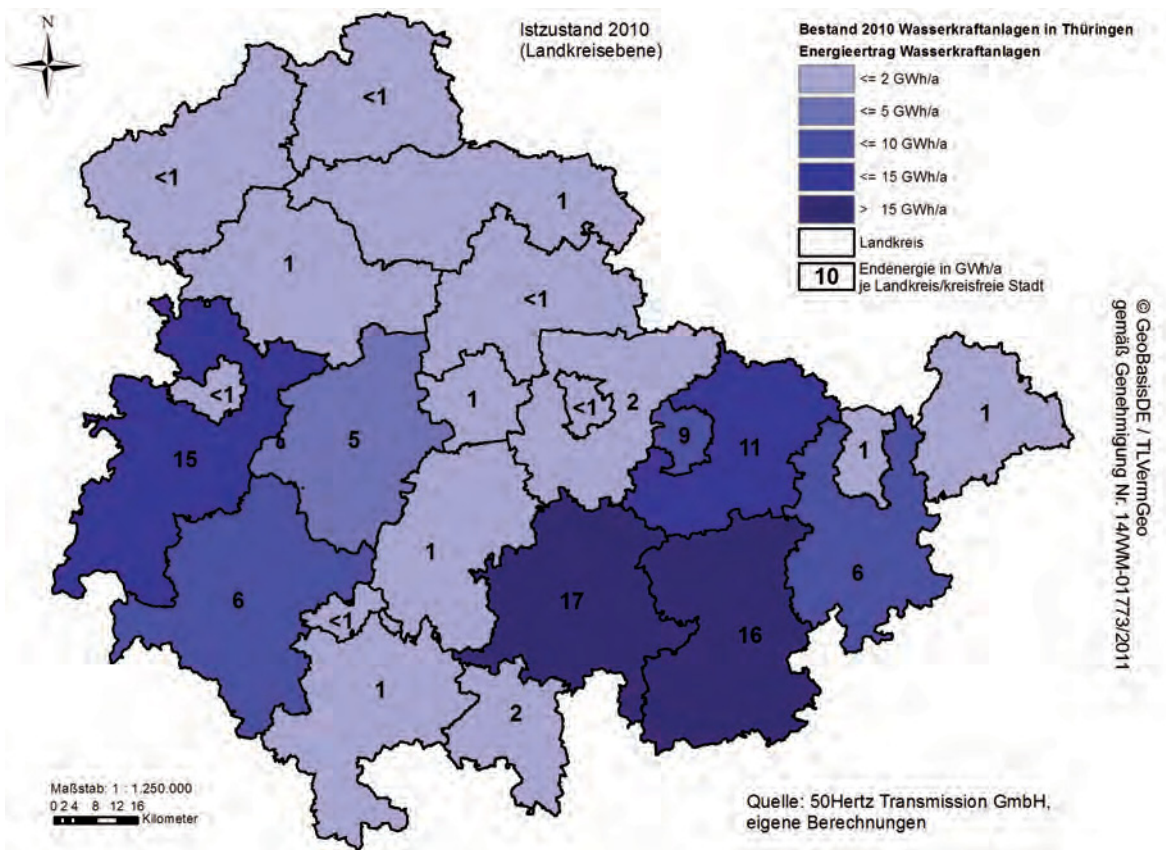 N
Istzustand 2010
(Landkreisebene)
Bestand 2010 Wasserkraftanlagen in Thüringen
Energieertrag Wasserkraftanlagen
<= 2 GWh/a
<= 5 GWh/a
<= 10 GWh/a
<= 15 GWh/a
> 15 GWh/a
Landkreis
10 Endenergie in GWh/a
je Landkreis/kreisfreie Stadt
<1
<1
1
1
<1
<1
15
5
1
<1
2
9
11
1
1
6
1
17
16
6
<1
1
2
© GeoBasisDE / TLVermGeo
gemäß Genehmigung Nr. 14/WM-01773/2011
Maßstab: 1 : 1.250.000
0 2 4 8 12 16
Kilometer
Quelle: 50Hertz Transmission GmbH,
eigene Berechnungen